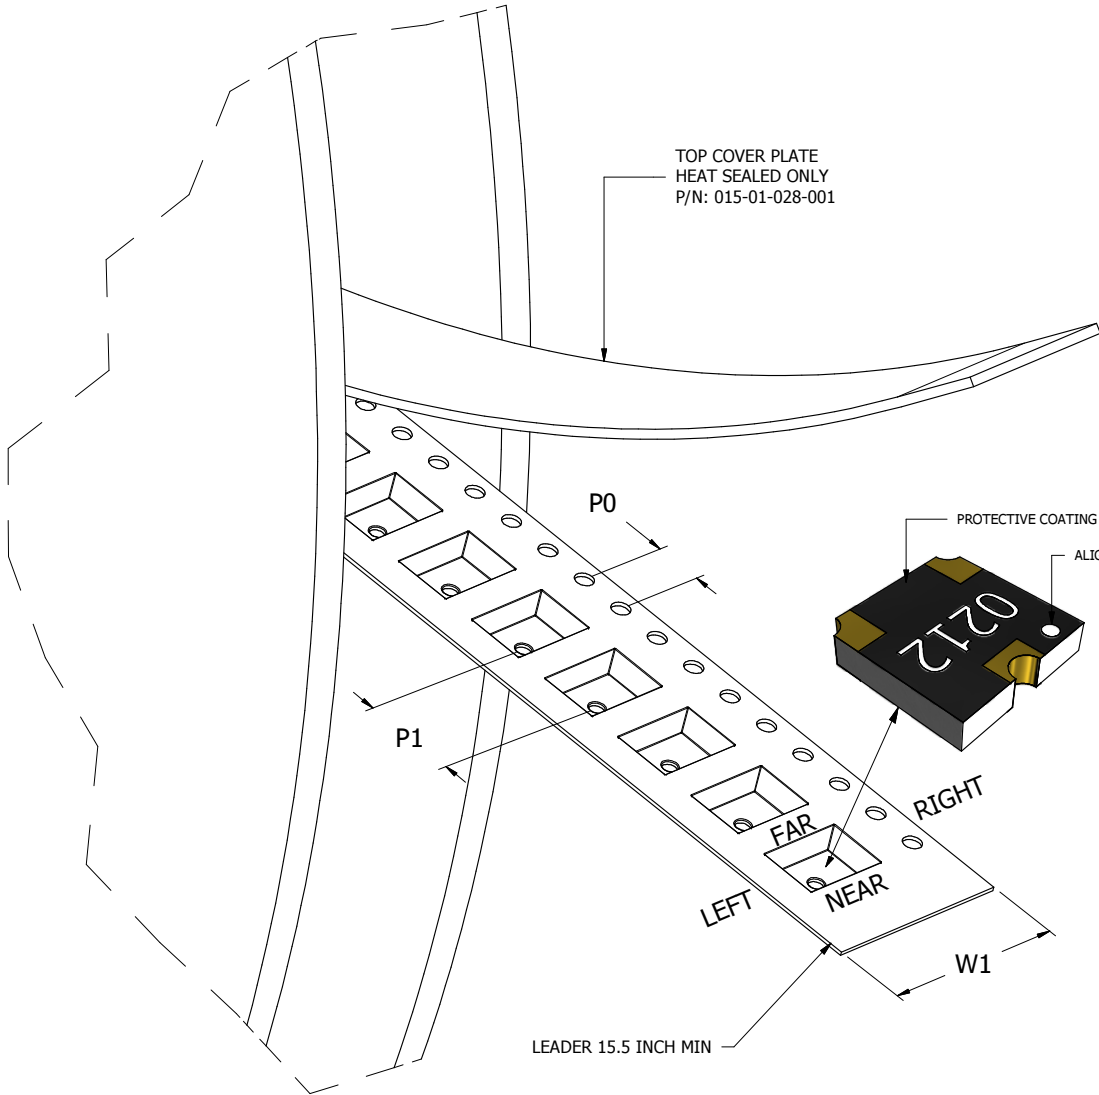 TOP COVER PLATE
HEAT SEALED ONLY
P/N: 015-01-028-001
P0
PROTECTIVE COATING
0212
P1
RIGHT
FAR
NEAR
LEFT
W1
LEADER 15.5 INCH MIN